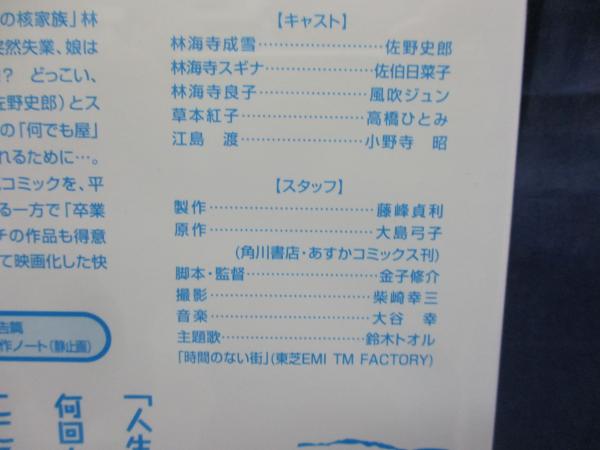 の核家族」林
突然失業、娘は
? どっこい、
佐野史郎)とス
の「何でも屋」
れるために…。
コミックを、平
る一方で「卒業
チの作品も得意
て映画化した快
告篇
作ノート(静止画)
【キャスト】
林海寺成雪…………………佐野史郎
林海寺スギナ………………佐伯日菜子
林海寺良子…………………風吹ジュン
草本紅子……………………高橋ひとみ
江島 渡……………………小野寺 昭
【スタッフ】
製作…………………………藤峰貞利
原作…………………………大島弓子
(角川書店・あすかコミックス刊)
脚本・監督…………………金子修介
撮影…………………………柴崎幸三
音楽…………………………大谷 幸
主題歌………………………鈴木トオル
「時間のない街」(東芝EMI TM FACTORY)
「人生
何回